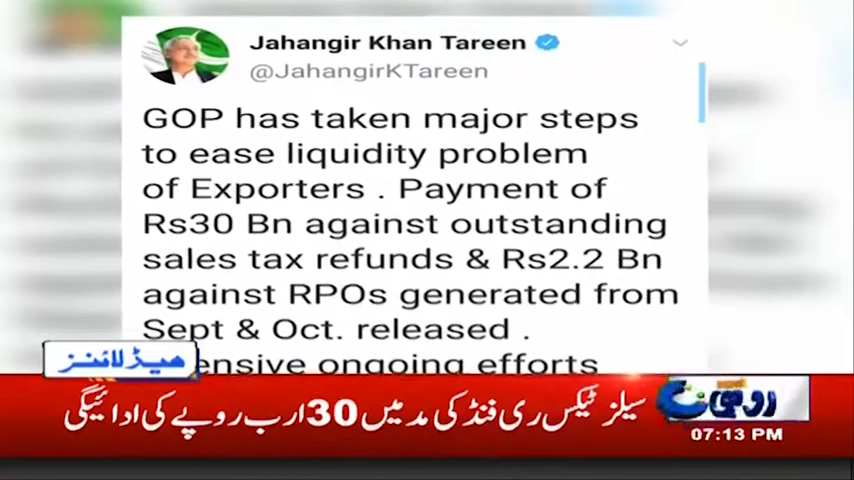 Jahangir Khan Tareen
@JahangirKTareen
GOP has taken major steps
to ease liquidity problem
of Exporters . Payment of
Rs30 Bn against outstanding
sales tax refunds & Rs2.2 Bn
against RPOs generated from
Sept & Oct. released .
ongoing efforts
ہیڈلائنز
سیلز ٹیکس ری فنڈ کی مد میں 30 ارب روپے کی ادائیگی
روہی
07:13 PM